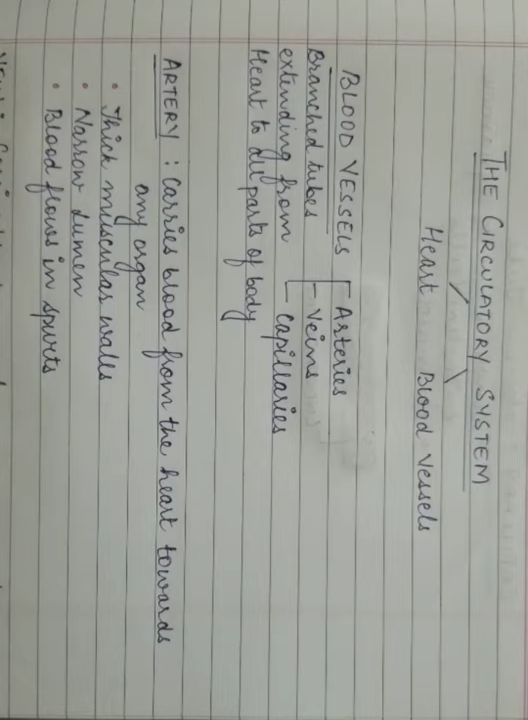 THE CIRCULATORY SYSTEM
Heart Blood Vessels
BLOOD VESSELS Arteries
Branched tubes Veins
extending from Capillaries
Heart to all parts of body
ARTERY : Carries blood from the heart towards
any organ
• Thick muscular walls
• Narrow Lumen
• Blood flows in spurts